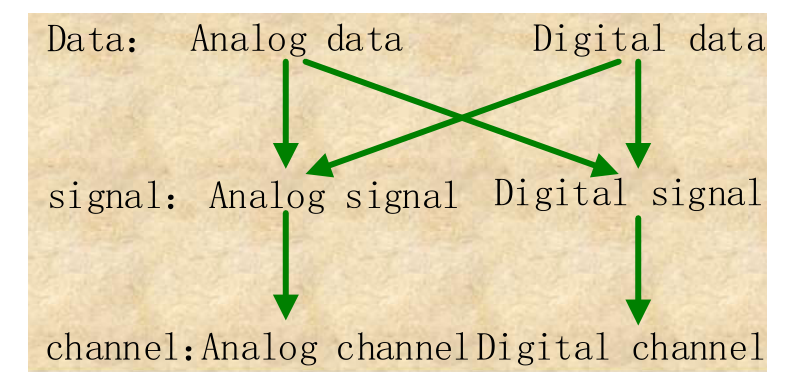 Data： Analog data Digital data
signal： Analog signal Digital signal
channel：Analog channel Digital channel